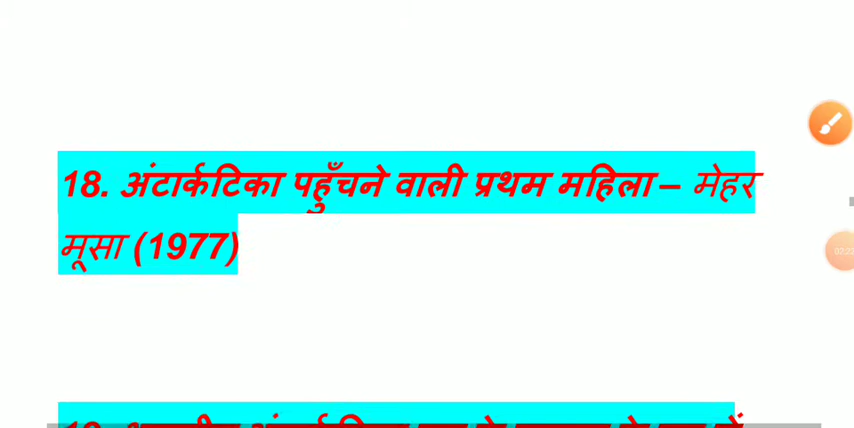 18. अंटार्कटिका पहुँचने वाली प्रथम महिला – मेहर
मूसा (1977)